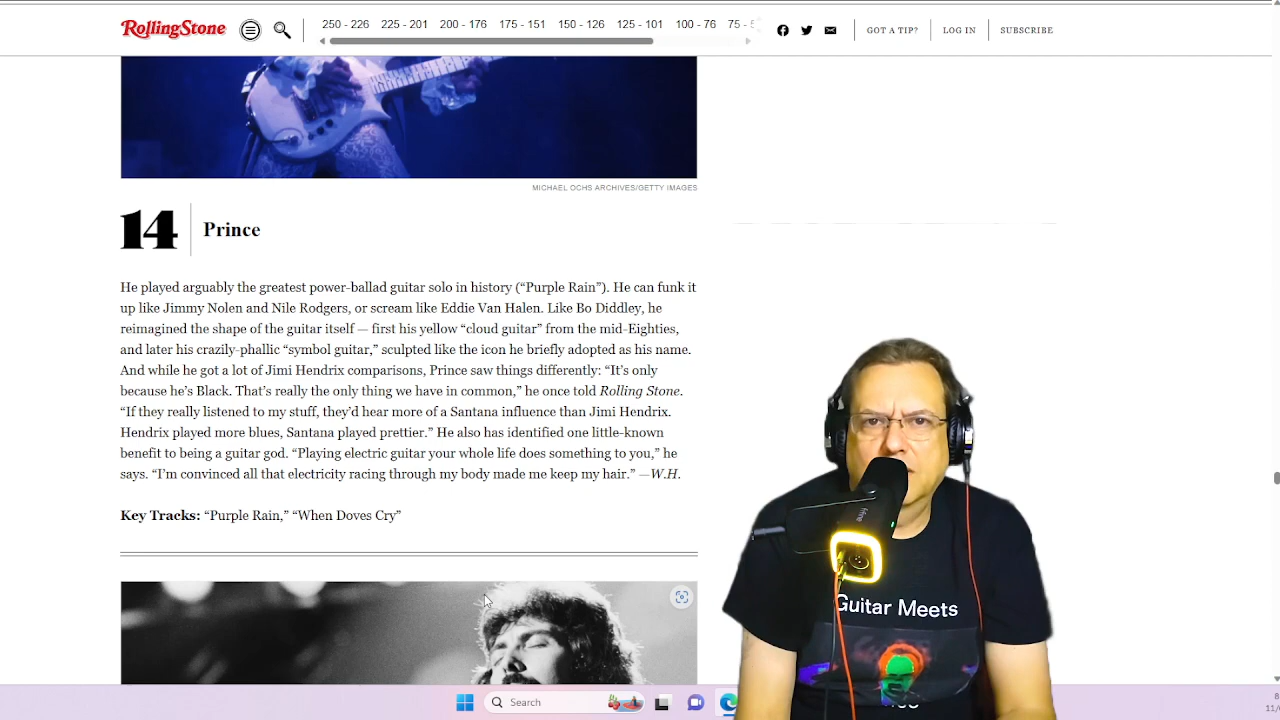 RollingStone
250 - 226 225 - 201 200 - 176 175 - 151 150 - 126 125 - 101 100 - 76 75 -
GOT A TIP? LOG IN SUBSCRIBE
MICHAEL OCHS ARCHIVES/GETTY IMAGES
14 Prince
He played arguably the greatest power-ballad guitar solo in history (“Purple Rain”). He can funk it
up like Jimmy Nolen and Nile Rodgers, or scream like Eddie Van Halen. Like Bo Diddley, he
reimagined the shape of the guitar itself — first his yellow “cloud guitar” from the mid-Eighties,
and later his crazily-phallic “symbol guitar,” sculpted like the icon he briefly adopted as his name.
And while he got a lot of Jimi Hendrix comparisons, Prince saw things differently: “It’s only
because he’s Black. That’s really the only thing we have in common,” he once told Rolling Stone.
“If they really listened to my stuff, they’d hear more of a Santana influence than Jimi Hendrix.
Hendrix played more blues, Santana played prettier.” He also has identified one little-known
benefit to being a guitar god. “Playing electric guitar your whole life does something to you,” he
says. “I’m convinced all that electricity racing through my body made me keep my hair.” —W.H.
Key Tracks: “Purple Rain,” “When Doves Cry”
fifine
Guitar Meets
Search